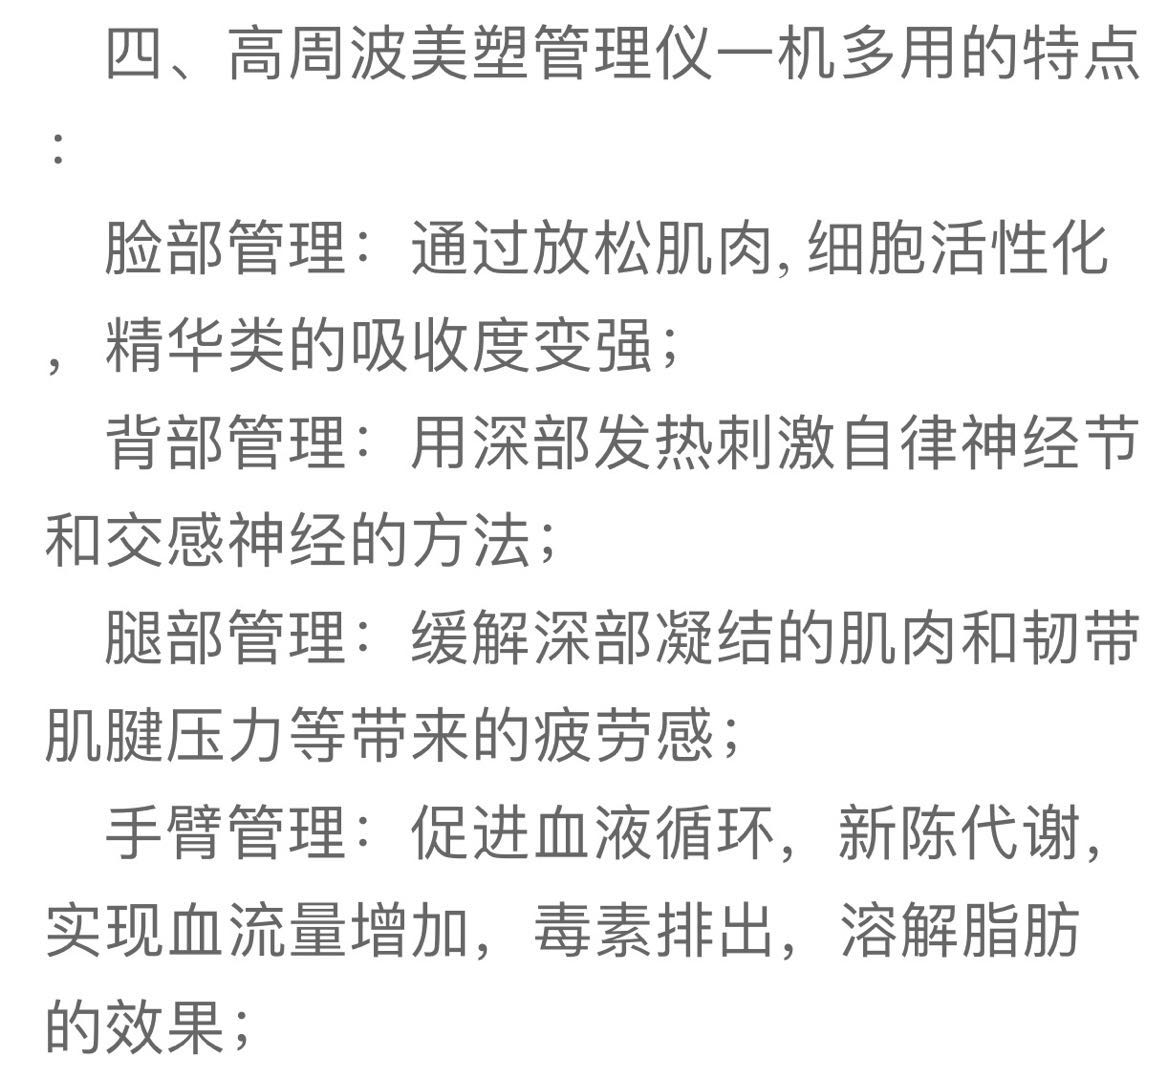 四、高周波美塑管理仪一机多用的特点
：
脸部管理：通过放松肌肉, 细胞活性化
，精华类的吸收度变强；
背部管理：用深部发热刺激自律神经节
和交感神经的方法；
腿部管理：缓解深部凝结的肌肉和韧带
肌腱压力等带来的疲劳感；
手臂管理：促进血液循环，新陈代谢，
实现血流量增加，毒素排出，溶解脂肪
的效果；